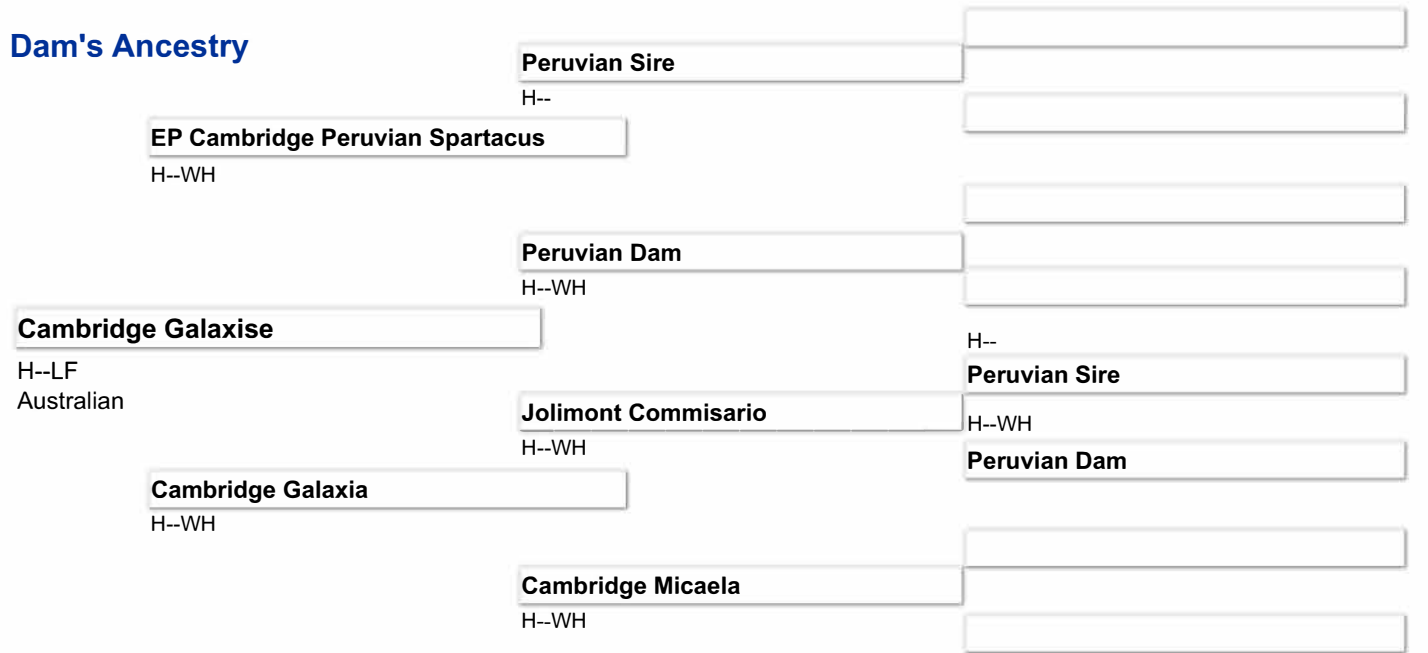 Dam's Ancestry
Peruvian Sire
H--
EP Cambridge Peruvian Spartacus
H--WH
Peruvian Dam
H--WH
Cambridge Galaxise
H--LF
Australian
H--
Peruvian Sire
Jolimont Commisario
H--WH
H--WH
Peruvian Dam
Cambridge Galaxia
H--WH
Cambridge Micaela
H--WH